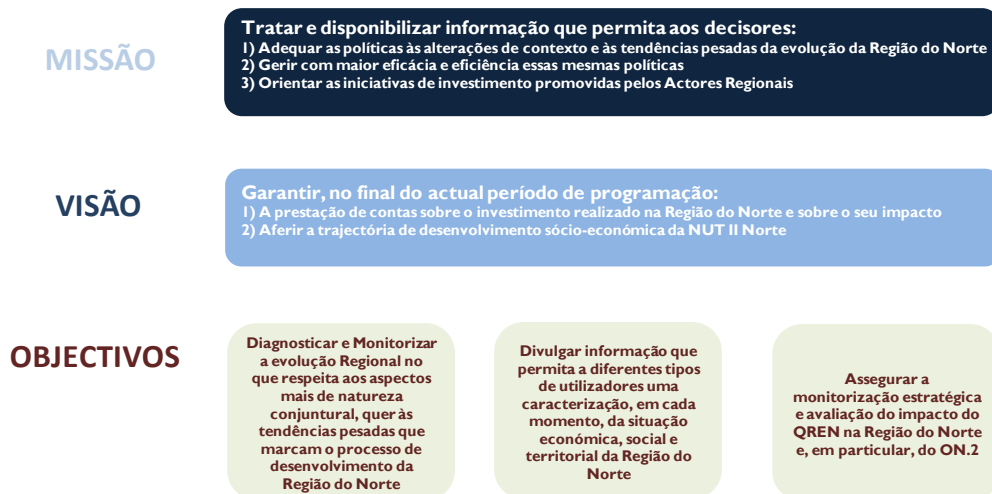 MISSÃO
Tratar e disponibilizar informação que permita aos decisores:
1) Adequar as políticas às alterações de contexto e às tendências pesadas da evolução da Região do Norte
2) Gerir com maior eficácia e eficiência essas mesmas políticas
3) Orientar as iniciativas de investimento promovidas pelos Actores Regionais
VISÃO
Garantir, no final do actual período de programação:
1) A prestação de contas sobre o investimento realizado na Região do Norte e sobre o seu impacto
2) Aferir a trajectória de desenvolvimento sócio-económica da NUT II Norte
OBJECTIVOS
Diagnosticar e Monitorizar
a evolução Regional no
que respeita aos aspectos
mais de natureza
conjuntural, quer às
tendências pesadas que
marcam o processo de
desenvolvimento da
Região do Norte
Divulgar informação que
permita a diferentes tipos
de utilizadores uma
caracterização, em cada
momento, da situação
económica, social e
territorial da Região do
Norte
Assegurar a
monitorização estratégica
e avaliação do impacto do
QREN na Região do Norte
e, em particular, do ON.2